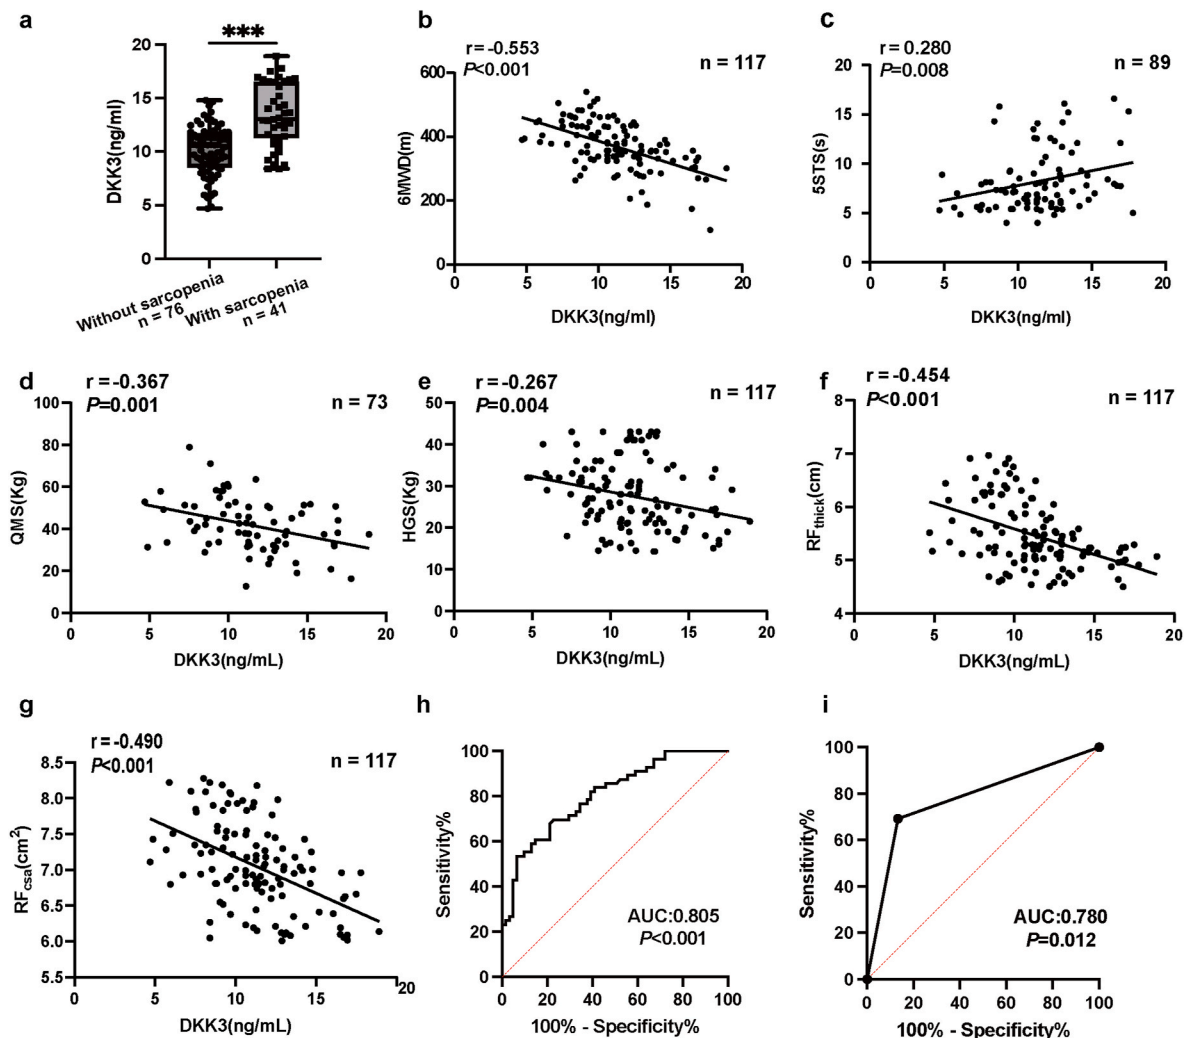 a
***
DKK3(ng/ml)
20
15
10
5
0
Without sarcopenia
n = 76
With sarcopenia
n = 41
b
r= -0.553
P<0.001
n = 117
6MWD(m)
600
400
200
0
0 5 10 15 20
DKK3(ng/ml)
c
r= 0.280
P=0.008
n = 89
5STS(s)
20
15
10
5
0
0 5 10 15 20
DKK3(ng/ml)
d
r= -0.367
P=0.001
n = 73
QMS(Kg)
100
80
60
40
20
0
0 5 10 15 20
DKK3(ng/mL)
e
r= -0.267
P=0.004
n = 117
HGS(Kg)
50
40
30
20
10
0
0 5 10 15 20
DKK3(ng/mL)
f
r= -0.454
P<0.001
n = 117
RFthick(cm)
8
7
6
5
4
0 5 10 15 20
DKK3(ng/mL)
g
r= -0.490
P<0.001
n = 117
RFcsa(cm²)
8.5
8.0
7.5
7.0
6.5
6.0
5.5
0 5 10 15 20
DKK3(ng/mL)
h
Sensitivity%
100
80
60
40
20
0
AUC:0.805
P<0.001
0 20 40 60 80 100
100% - Specificity%
i
Sensitivity%
100
80
60
40
20
0
AUC:0.780
P=0.012
0 20 40 60 80 100
100% - Specificity%